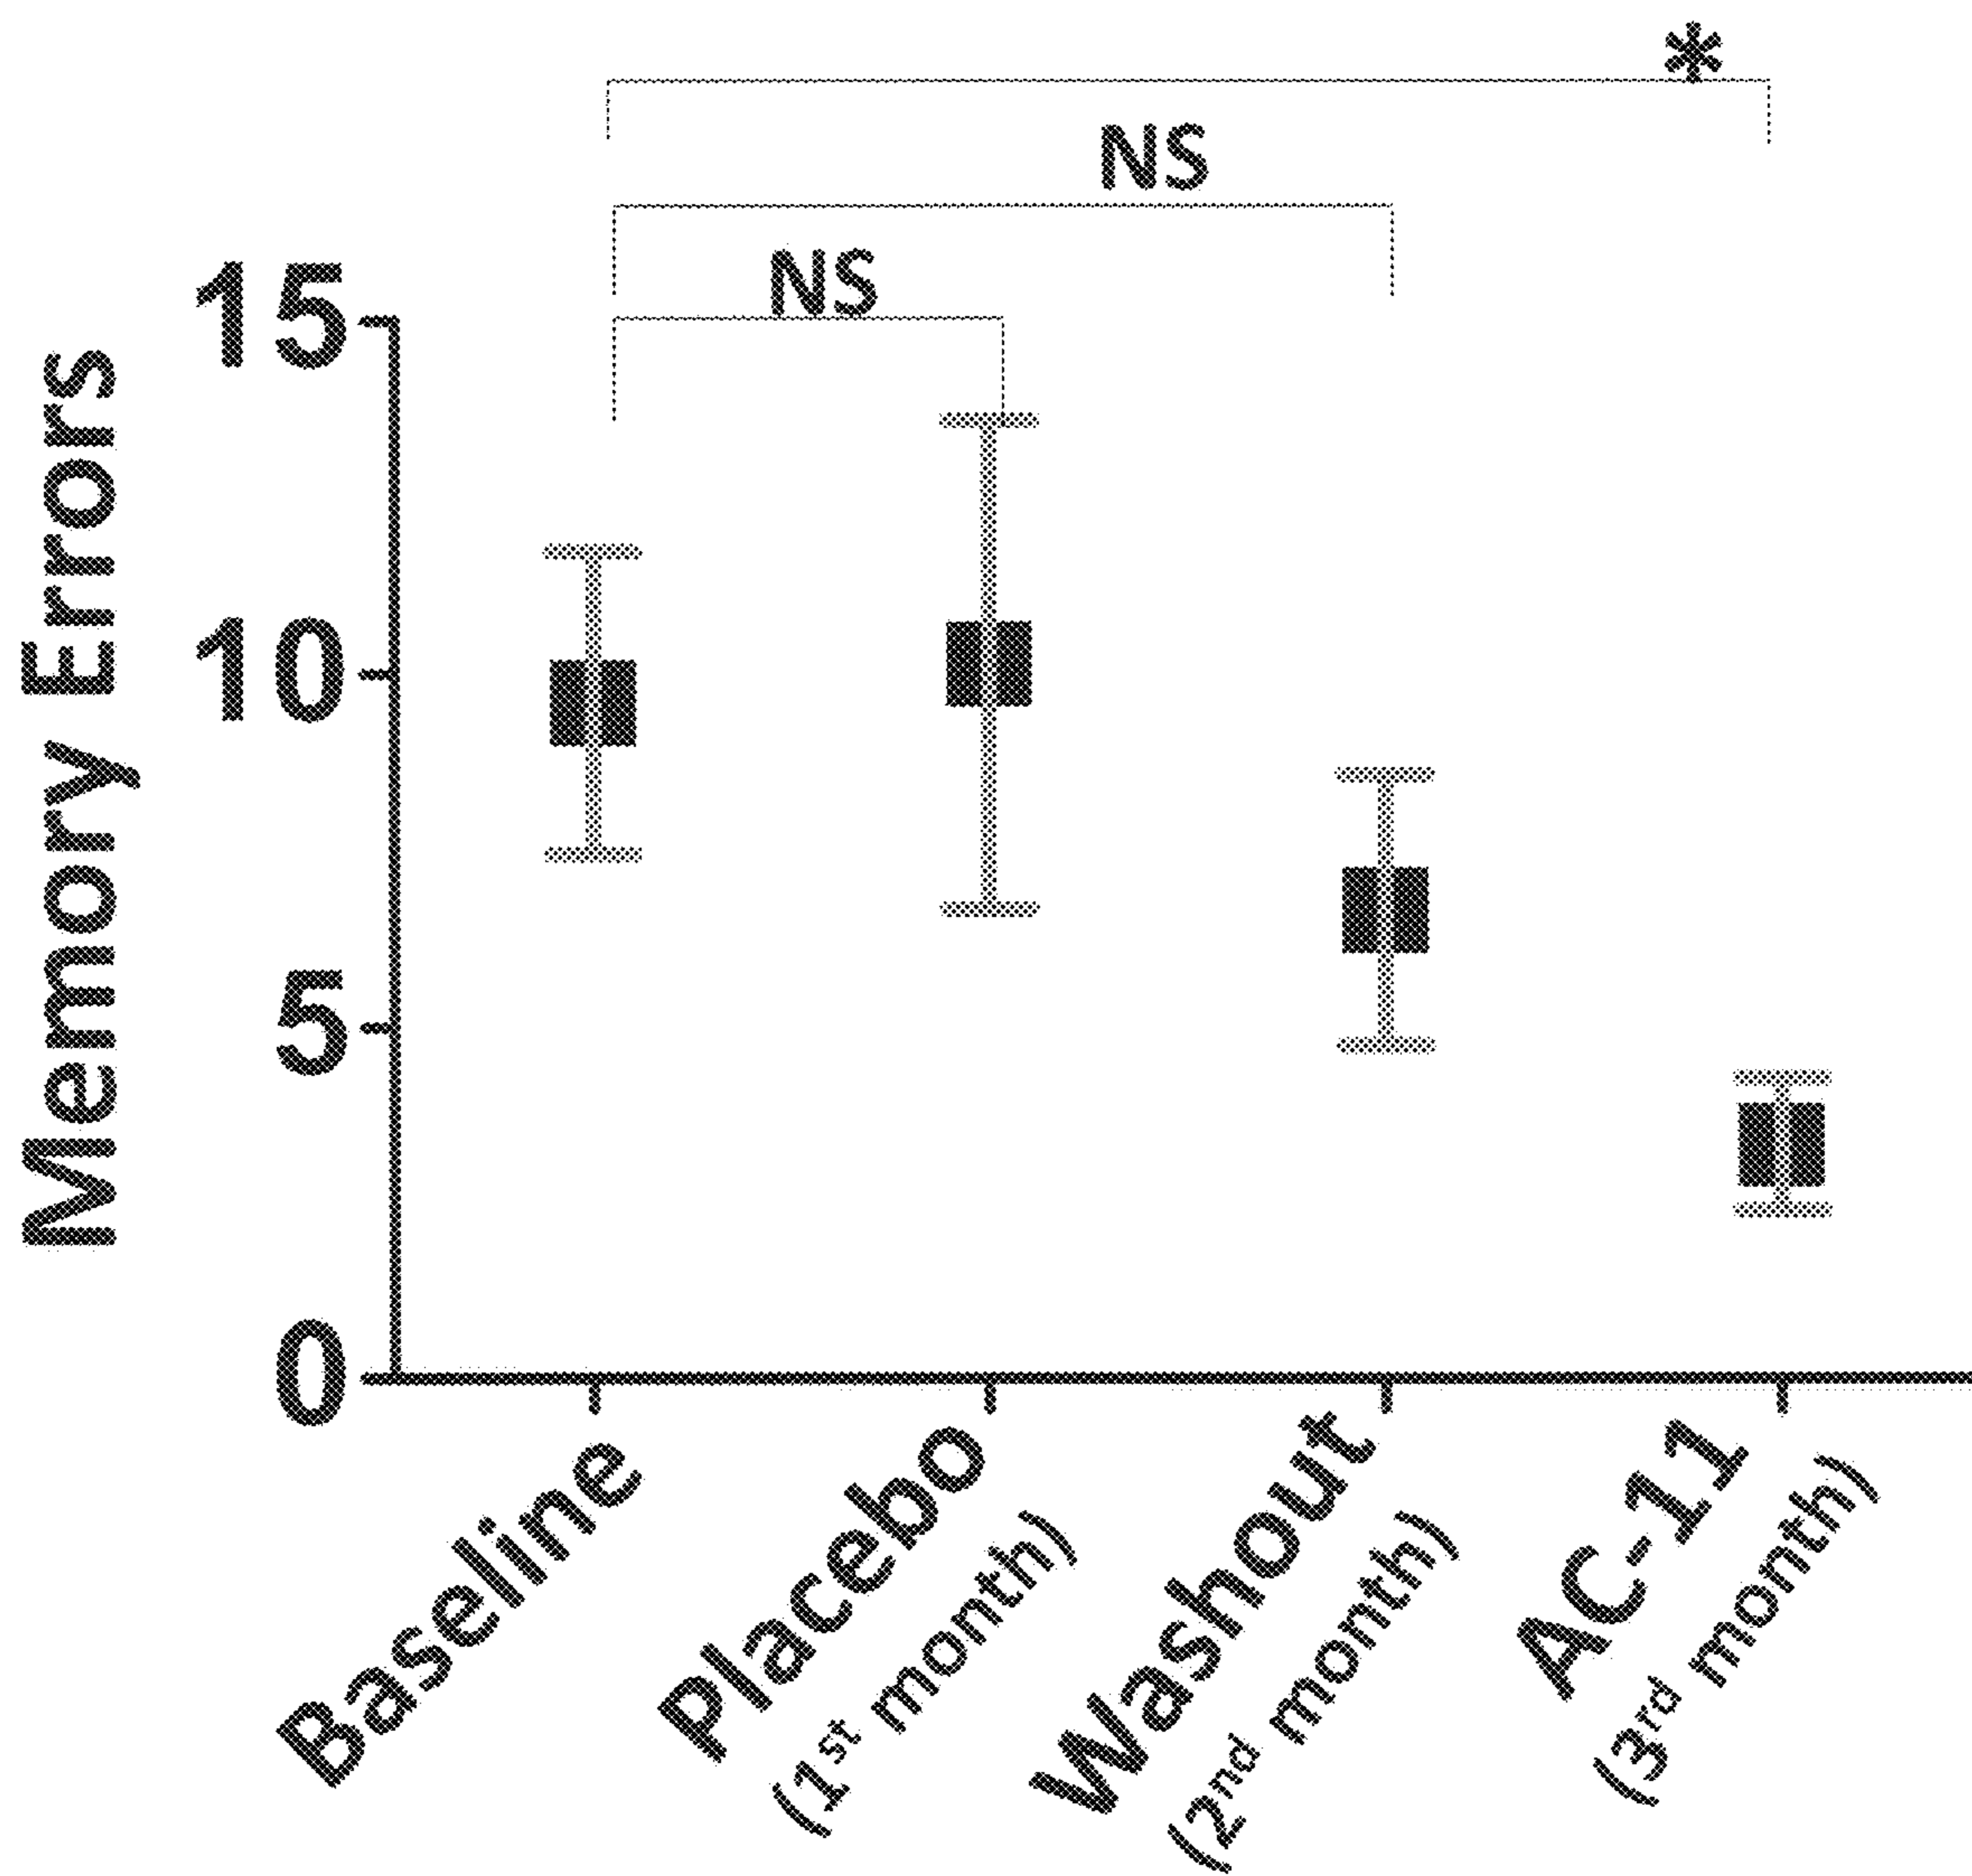 *
NS
NS
15
10
5
0
Memory Errors
Baseline
Placebo
(1st month)
Washout
(2nd month)
AC-11
(3rd month)